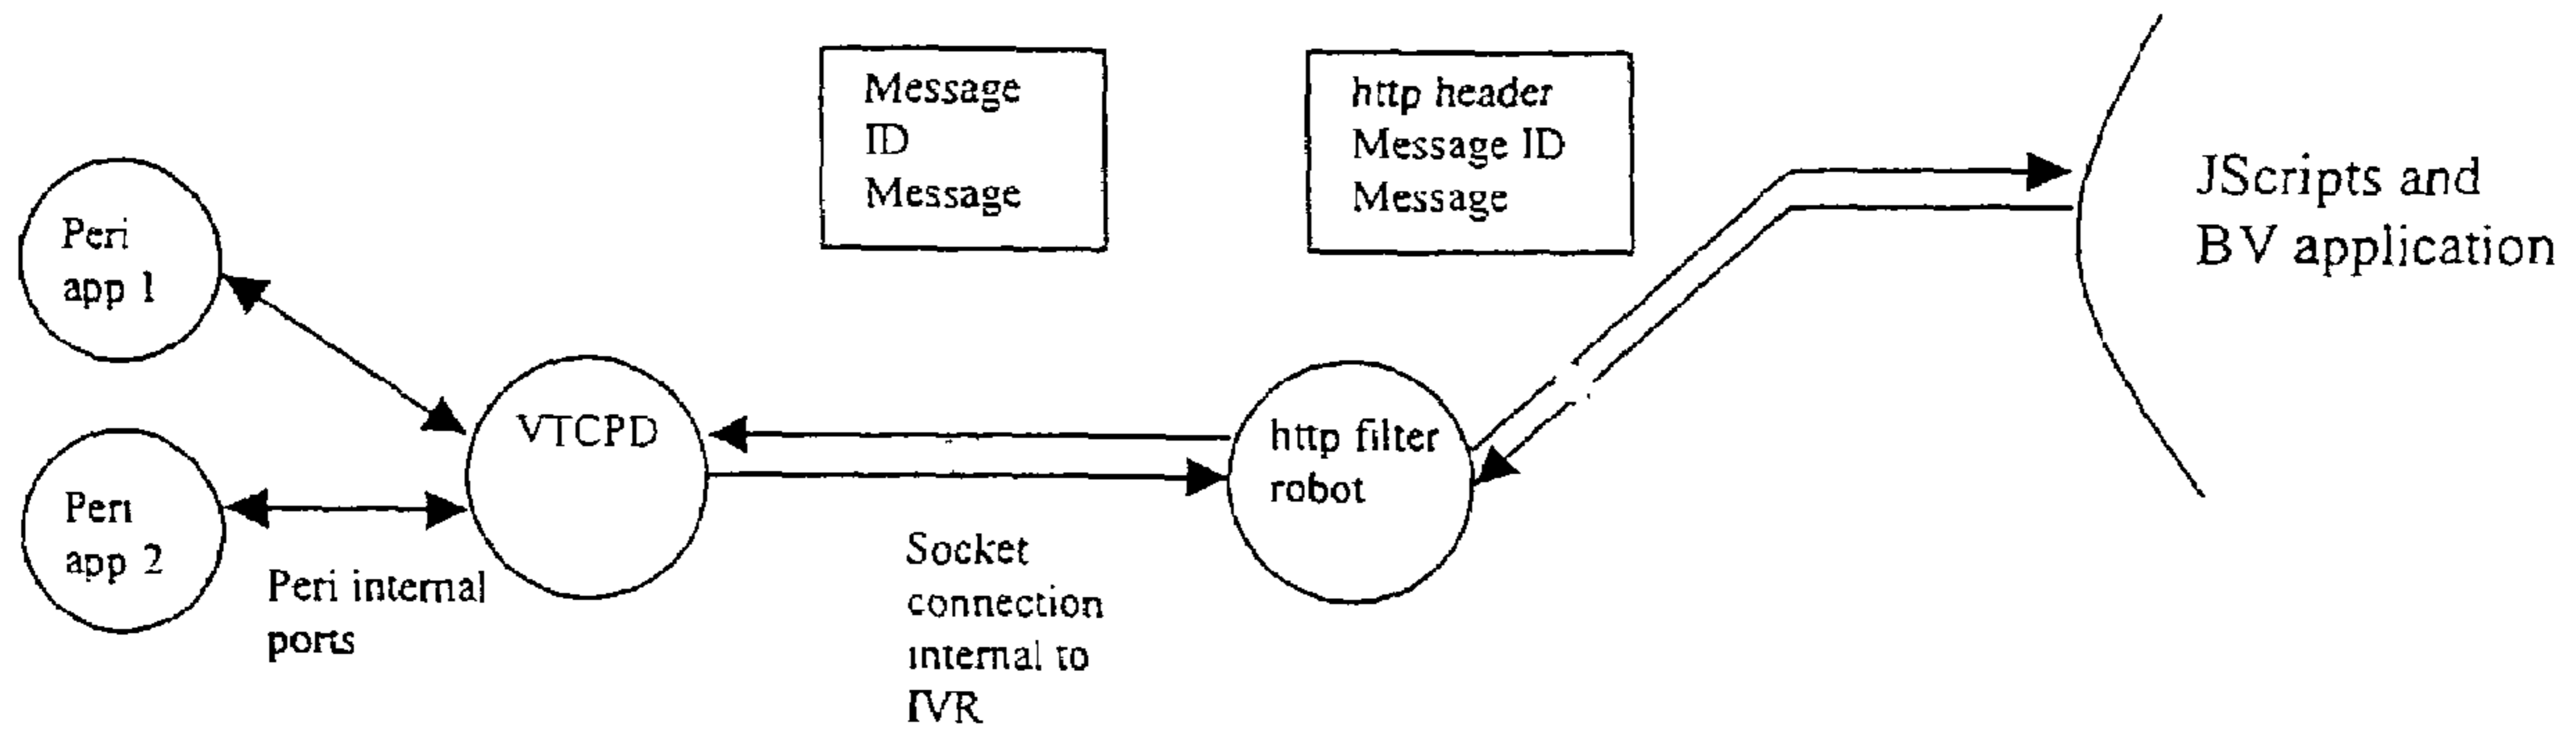 Message
ID
Message
http header
Message ID
Message
JScripts and
BV application
Peri
app 1
VTCPD
http filter
robot
Peri
app 2
Peri internal
ports
Socket
connection
internal to
IVR